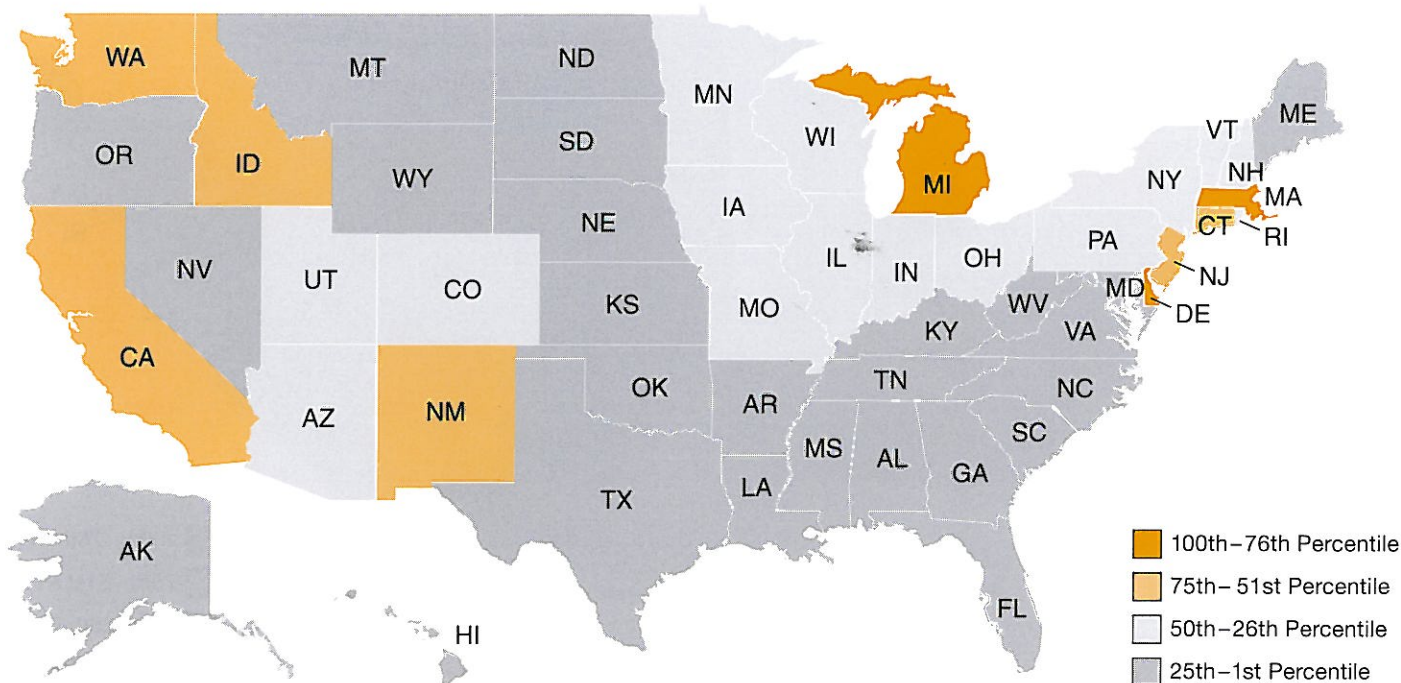 WA
MT
ND
MN
ME
VT
OR
ID
SD
WI
WY
MI
NY
NH
MA
IA
CT
RI
NE
PA
NV
UT
CO
IL
IN
OH
NJ
MD
DE
KS
MO
WV
KY
VA
CA
OK
TN
NC
AZ
NM
AR
SC
MS
AL
GA
TX
LA
AK
FL
HI
100th–76th Percentile
75th–51st Percentile
50th–26th Percentile
25th–1st Percentile